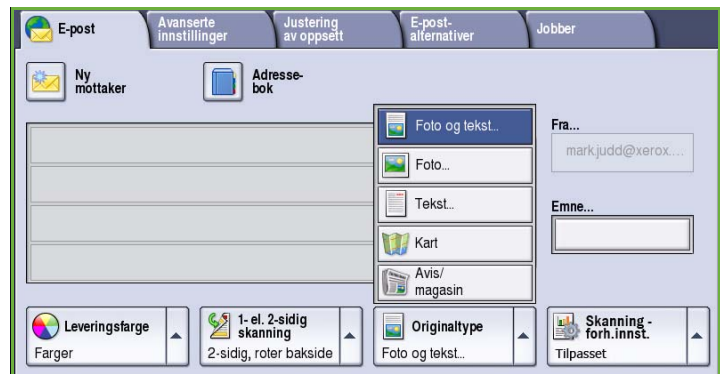 E-post
Avanserte
innstillinger
Justering
av oppsett
E-post-
alternativer
Jobber
Ny
mottaker
Adresse-
bok
Foto og tekst...
Foto...
Tekst...
Kart
Avis/
magasin
Fra...
mark.judd@xerox....
Emne...
Leveringsfarge
Farger
1- el. 2-sidig
skanning
2-sidig, roter bakside
Originaltype
Foto og tekst...
Skanning -
forh.innst.
Tilpasset